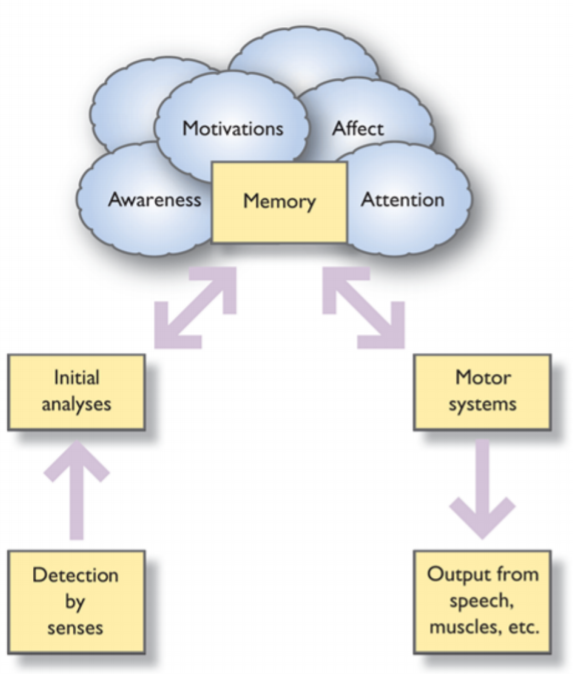 Motivations
Affect
Awareness
Memory
Attention
Initial
analyses
Motor
systems
Detection
by
senses
Output from
speech,
muscles, etc.